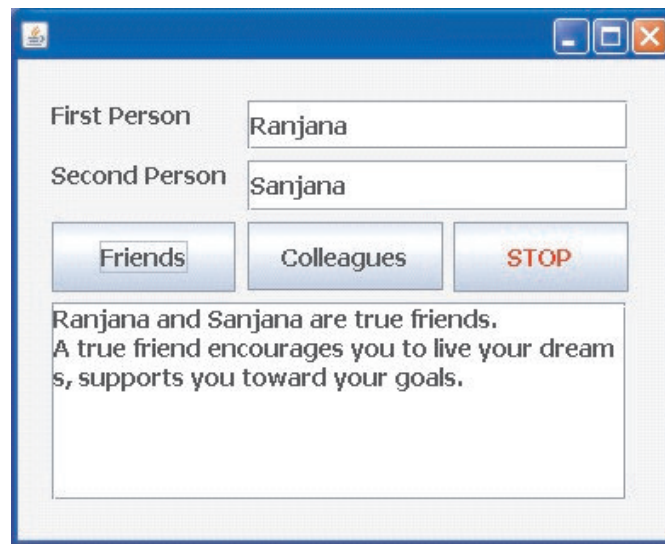 First Person
Ranjana
Second Person
Sanjana
Friends
Colleagues
STOP
Ranjana and Sanjana are true friends.
A true friend encourages you to live your dream
s, supports you toward your goals.